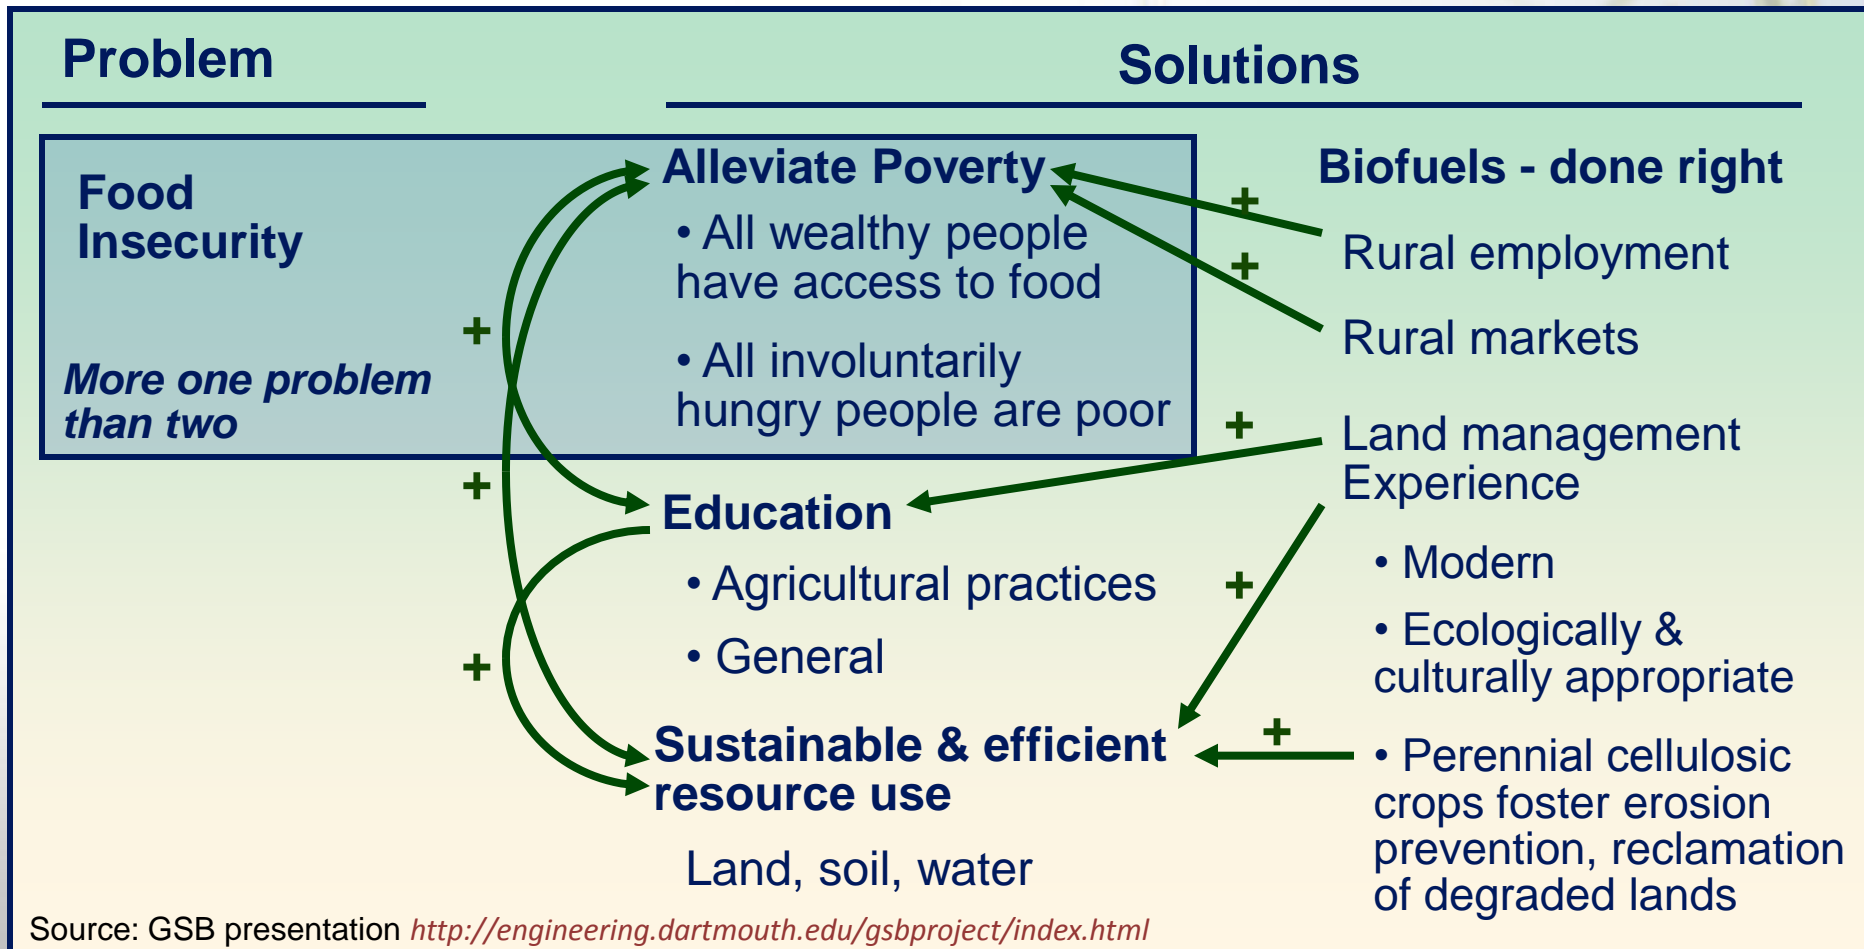 Problem
Solutions
Food
Insecurity
More one problem
than two
Alleviate Poverty
• All wealthy people
have access to food
• All involuntarily
hungry people are poor
Education
• Agricultural practices
• General
Sustainable & efficient
resource use
Land, soil, water
Biofuels - done right
Rural employment
Rural markets
Land management
Experience
• Modern
• Ecologically &
culturally appropriate
• Perennial cellulosic
crops foster erosion
prevention, reclamation
of degraded lands
+
+
+
+
+
+
+
+
Source: GSB presentation http://engineering.dartmouth.edu/gsbproject/index.html